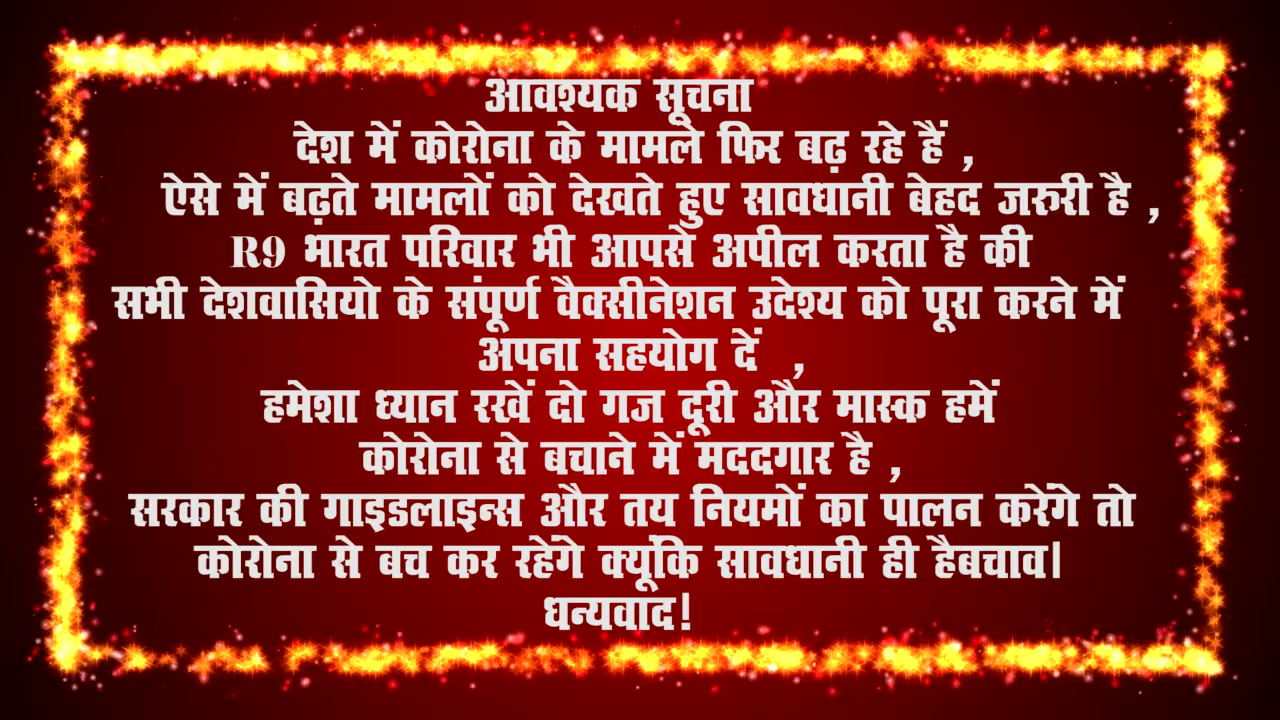 आवश्यक सूचना
देश में कोरोना के मामले फिर बढ़ रहे हैं ,
ऐसे में बढ़ते मामलों को देखते हुए सावधानी बेहद जरुरी है ,
R9 भारत परिवार भी आपसे अपील करता है की
सभी देशवासियो के संपूर्ण वैक्सीनेशन उदेश्य को पूरा करने में
अपना सहयोग दें ,
हमेशा ध्यान रखें दो गज दूरी और मास्क हमें
कोरोना से बचाने में मददगार है ,
सरकार की गाइडलाइन्स और तय नियमों का पालन करेंगे तो
कोरोना से बच कर रहेंगे क्यूंकि सावधानी ही हैबचाव|
धन्यवाद!